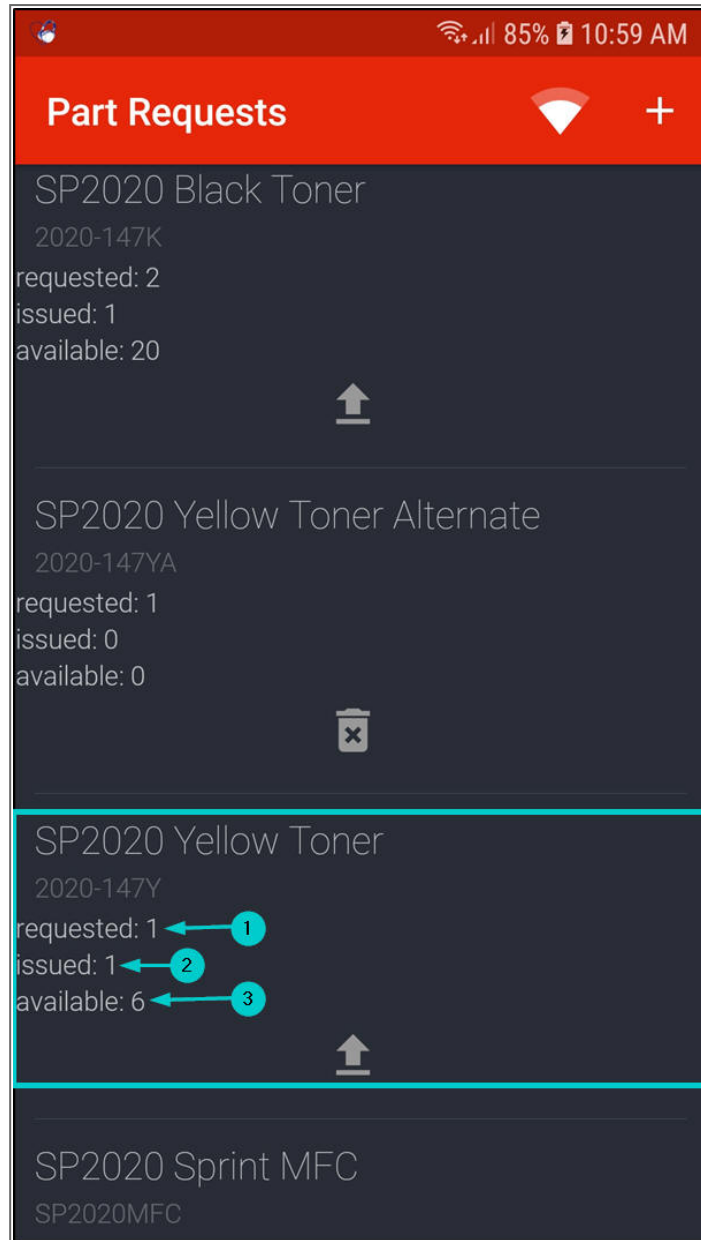 85% 10:59 AM
Part Requests +
SP2020 Black Toner
2020-147K
requested: 2
issued: 1
available: 20
SP2020 Yellow Toner Alternate
2020-147YA
requested: 1
issued: 0
available: 0
SP2020 Yellow Toner
2020-147Y
requested: 1 1
issued: 1 2
available: 6 3
SP2020 Sprint MFC
SP2020MFC